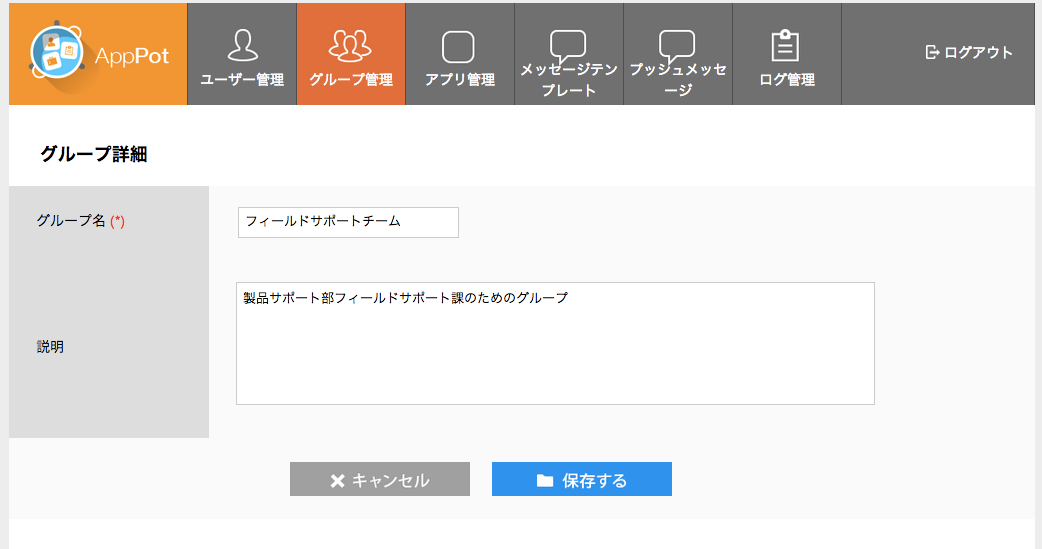 AppPot
ユーザー管理
グループ管理
アプリ管理
メッセージテン
プレート
プッシュメッセ
ージ
ログ管理
ログアウト
グループ詳細
グループ名 (*)
フィールドサポートチーム
説明
製品サポート部フィールドサポート課のためのグループ
キャンセル
保存する